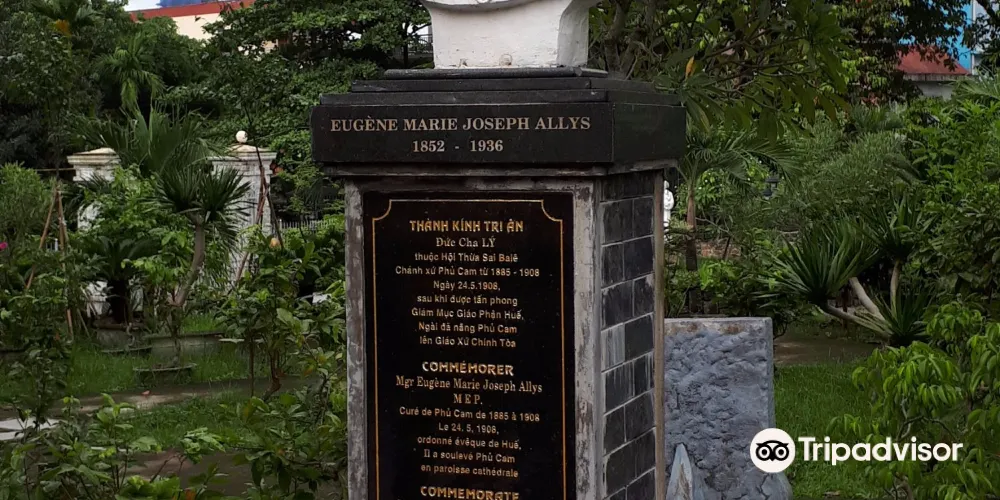 EUGÈNE MARIE JOSEPH ALLYS
1852 - 1936
THÀNH KÍNH TRI ÂN
Đức Cha LÝ
thuộc Hội Thừa Sai Balê
Chánh xứ Phủ Cam từ 1885 - 1908
Ngày 24.5.1908,
sau khi được tấn phong
Giám Mục Giáo Phận Huế,
Ngài đã nâng Phủ Cam
lên Giáo Xứ Chính Tòa
COMMÉMORER
Mgr Eugène Marie Joseph Allys
M E P.
Curé de Phủ Cam de 1885 à 1908
Le 24. 5. 1908,
ordonné évêque de Huế,
Il a soulevé Phủ Cam
en paroisse cathédrale
COMMEMORATE
Tripadvisor